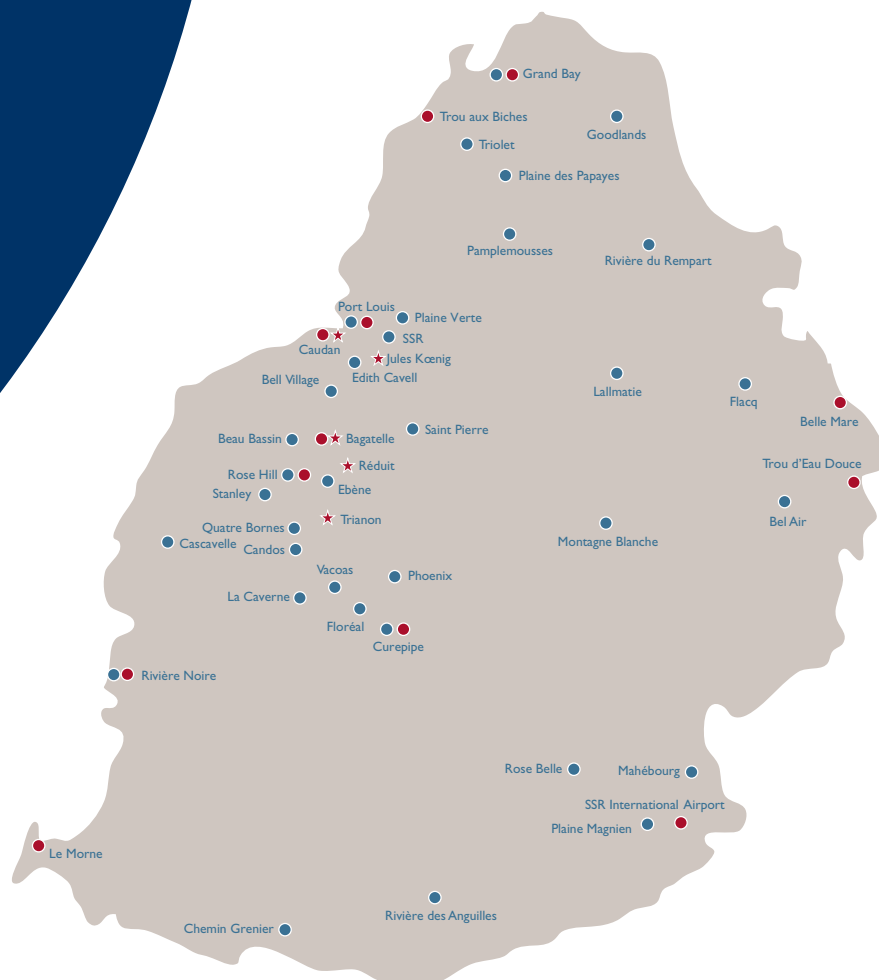 Grand Bay
Trou aux Biches
Goodlands
Triolet
Plaine des Papayes
Pamplemousses
Rivière du Rempart
Port Louis
Plaine Verte
SSR
Caudan
Jules Kœnig
Edith Cavell
Bell Village
Lallmatie
Flacq
Belle Mare
Saint Pierre
Beau Bassin
Bagatelle
Réduit
Trou d'Eau Douce
Rose Hill
Ebène
Stanley
Trianon
Bel Air
Quatre Bornes
Cascavelle
Candos
Montagne Blanche
Vacoas
Phoenix
La Caverne
Floréal
Curepipe
Rivière Noire
Rose Belle
Mahébourg
SSR International Airport
Plaine Magnien
Le Morne
Rivière des Anguilles
Chemin Grenier